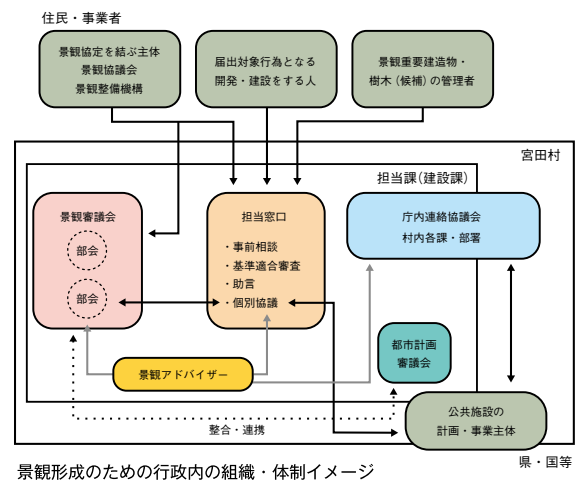 住民・事業者
景観協定を結ぶ主体
景観協議会
景観整備機構
届出対象行為となる
開発・建設をする人
景観重要建造物・
樹木（候補）の管理者
宮田村
担当課（建設課）
景観審議会
部会
部会
担当窓口
・事前相談
・基準適合審査
・助言
・個別協議
庁内連絡協議会
村内各課・部署
都市計画
審議会
景観アドバイザー
公共施設の
計画・事業主体
整合・連携
県・国等
景観形成のための行政内の組織・体制イメージ